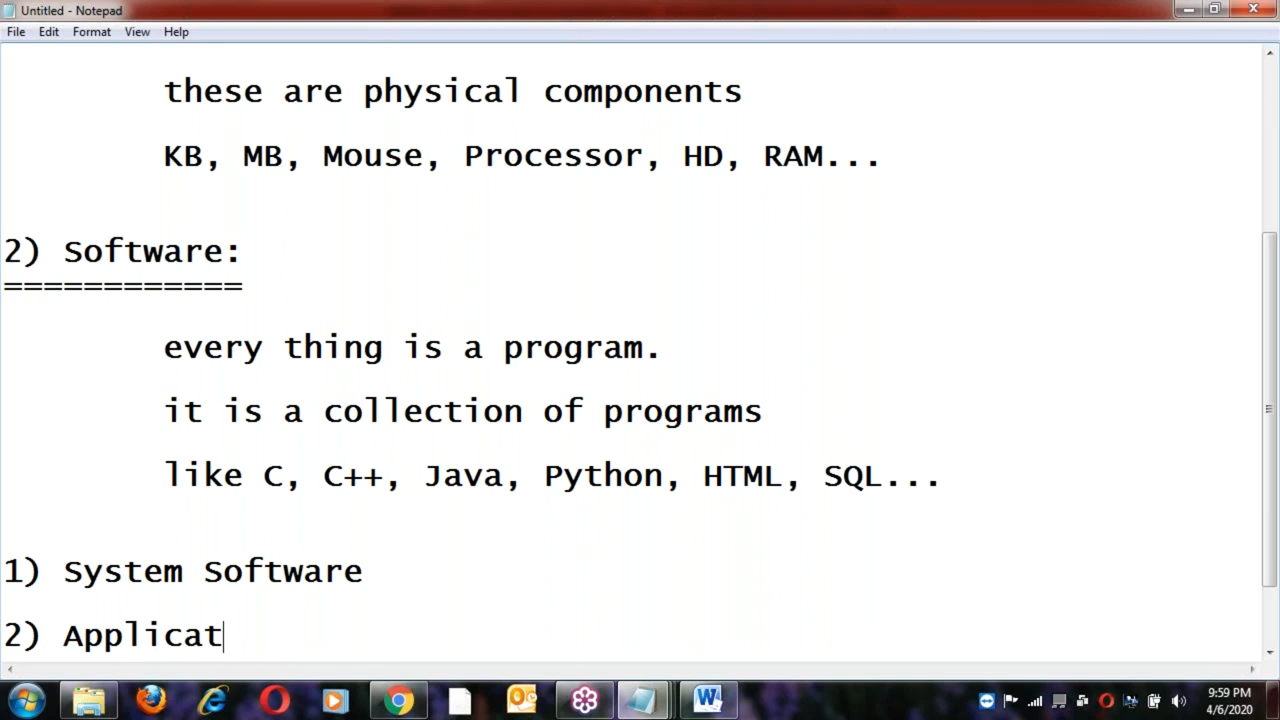 Untitled - Notepad
File Edit Format View Help
these are physical components
KB, MB, Mouse, Processor, HD, RAM...
2) Software:
============
every thing is a program.
it is a collection of programs
like C, C++, Java, Python, HTML, SQL...
1) System Software
2) Applicat
9:59 PM
4/6/2020